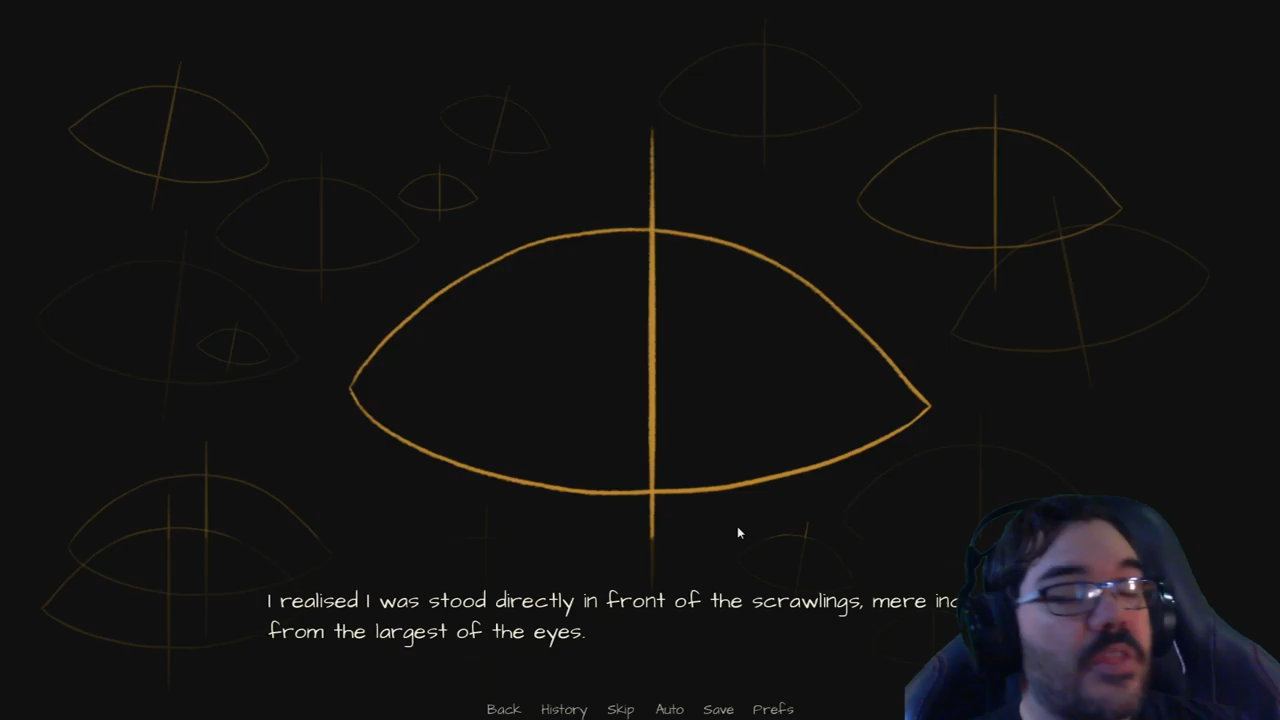 I realised I was stood directly in front of the scrawlings, mere
from the largest of the eyes.
Back History Skip Auto Save Prefs